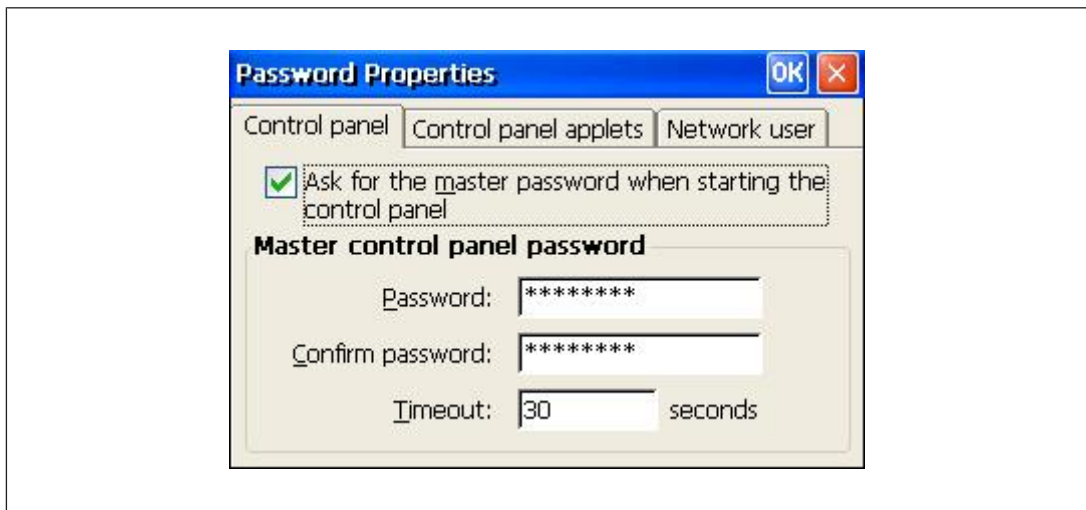 Password Properties
OK
Control panel
Control panel applets
Network user
Ask for the master password when starting the
control panel
Master control panel password
Password: ********
Confirm password: ********
Timeout: 30 seconds